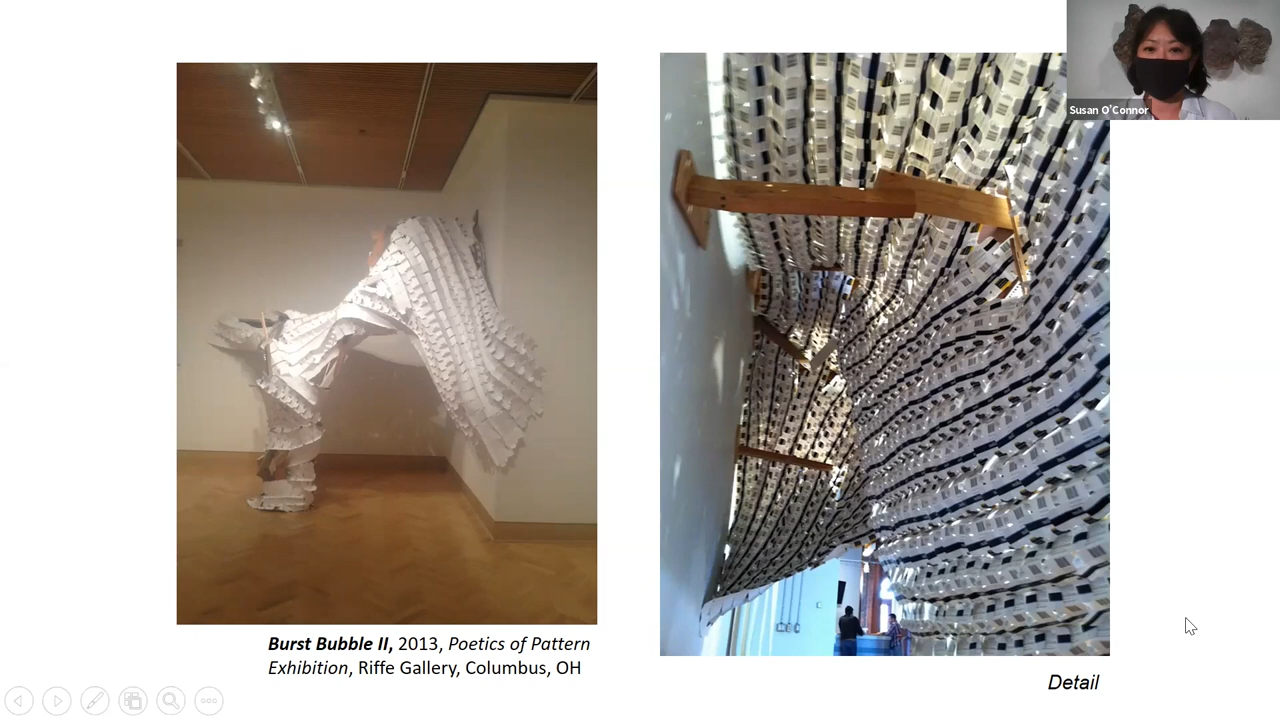 Susan O'Connor
Burst Bubble II, 2013, Poetics of Pattern
Exhibition, Riffe Gallery, Columbus, OH
Detail